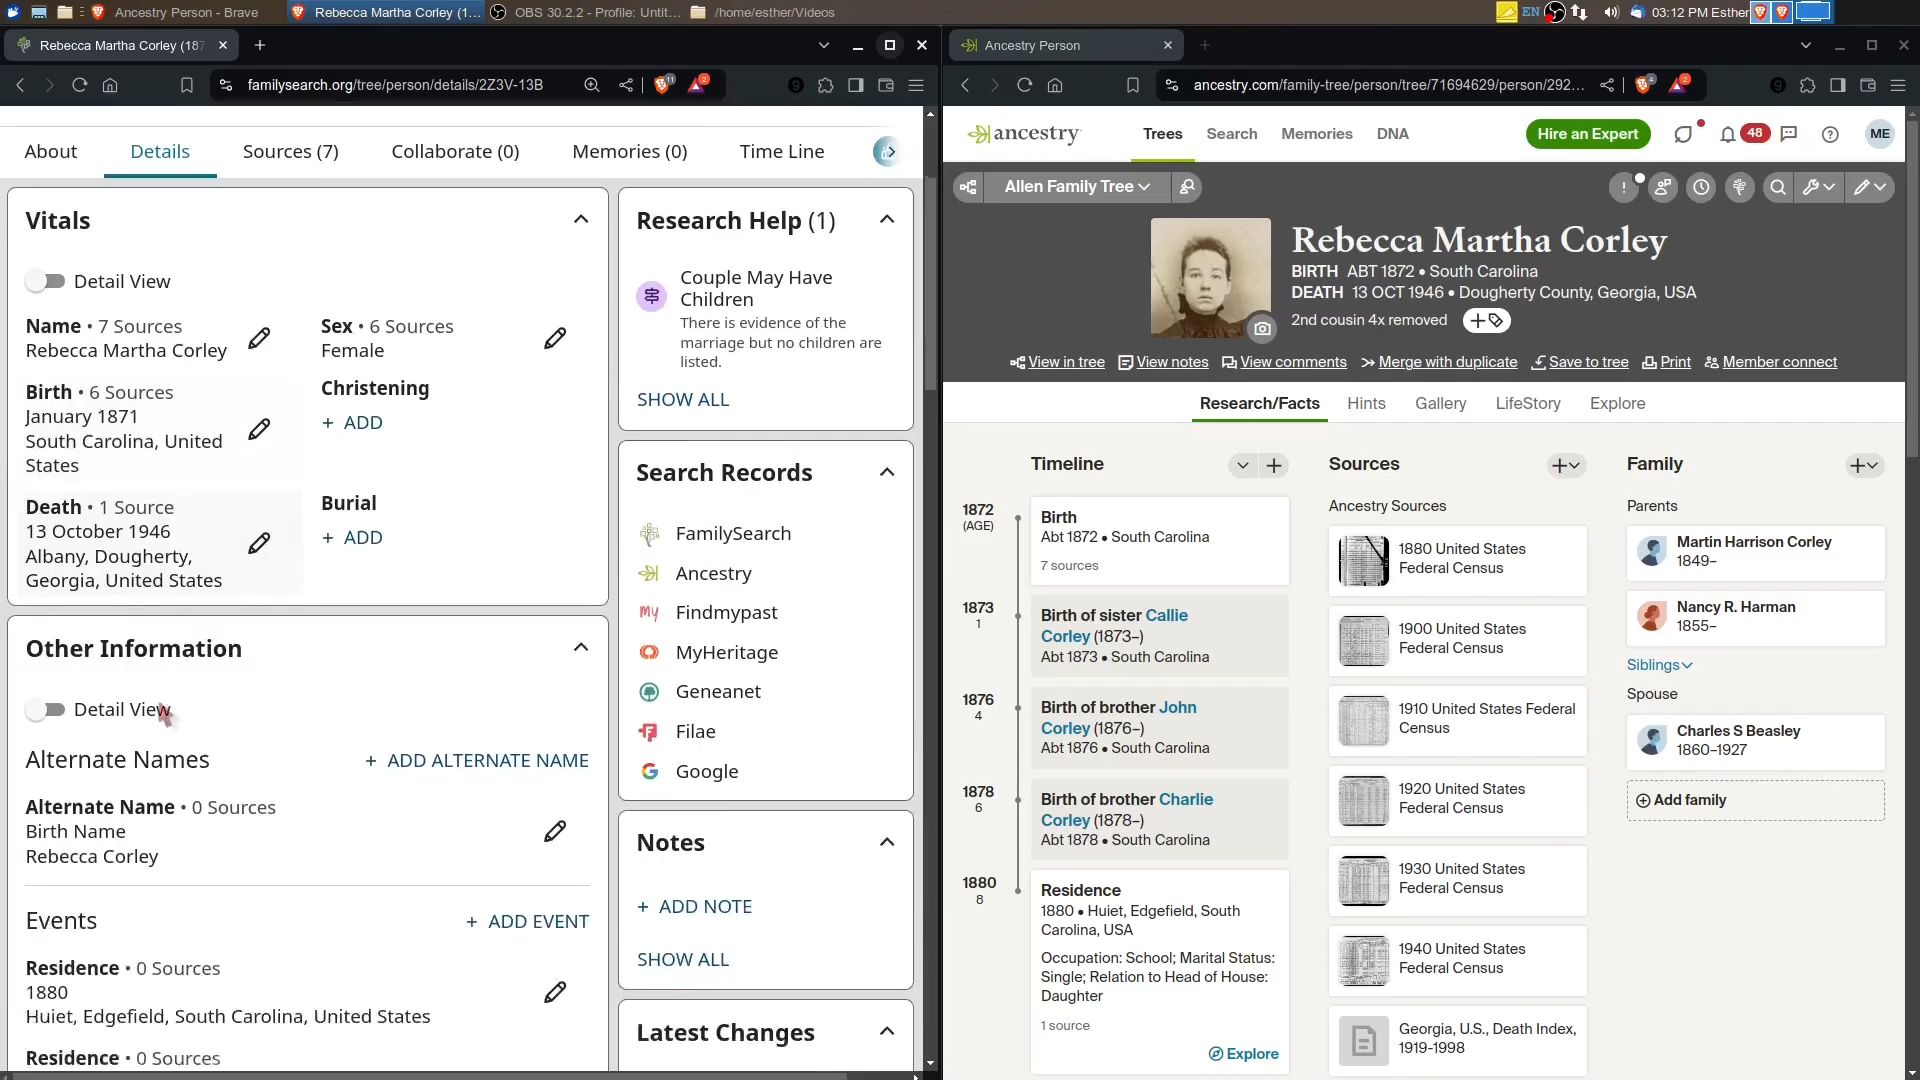 Ancestry Person - Brave
Rebecca Martha Corley (1...
OBS 30.2.2 - Profile: Untit...
/home/esther/Videos
EN
03:12 PM Esther
Rebecca Martha Corley (187
familysearch.org/tree/person/details/2Z3V-13B
11
2
About
Details
Sources (7)
Collaborate (0)
Memories (0)
Time Line
Vitals
Detail View
Name • 7 Sources
Rebecca Martha Corley
Sex • 6 Sources
Female
Birth • 6 Sources
January 1871
South Carolina, United
States
Christening
+ ADD
Death • 1 Source
13 October 1946
Albany, Dougherty,
Georgia, United States
Burial
+ ADD
Other Information
Detail View
Alternate Names
+ ADD ALTERNATE NAME
Alternate Name • 0 Sources
Birth Name
Rebecca Corley
Events
+ ADD EVENT
Residence • 0 Sources
1880
Huiet, Edgefield, South Carolina, United States
Residence • 0 Sources
Research Help (1)
Couple May Have
Children
There is evidence of the
marriage but no children are
listed.
SHOW ALL
Search Records
FamilySearch
Ancestry
my
Findmypast
MyHeritage
Geneanet
Filae
Google
Notes
+ ADD NOTE
SHOW ALL
Latest Changes
Ancestry Person
ancestry.com/family-tree/person/tree/71694629/person/292...
4
2
ancestry
Trees
Search
Memories
DNA
Hire an Expert
48
ME
Allen Family Tree
Rebecca Martha Corley
BIRTH ABT 1872 • South Carolina
DEATH 13 OCT 1946 • Dougherty County, Georgia, USA
2nd cousin 4x removed
View in tree
View notes
View comments
Merge with duplicate
Save to tree
Print
Member connect
Research/Facts
Hints
Gallery
LifeStory
Explore
Timeline
1872
(AGE)
Birth
Abt 1872 • South Carolina
7 sources
1873
1
Birth of sister Callie
Corley (1873–)
Abt 1873 • South Carolina
1876
4
Birth of brother John
Corley (1876–)
Abt 1876 • South Carolina
1878
6
Birth of brother Charlie
Corley (1878–)
Abt 1878 • South Carolina
1880
8
Residence
1880 • Huiet, Edgefield, South
Carolina, USA
Occupation: School; Marital Status:
Single; Relation to Head of House:
Daughter
1 source
Explore
Sources
Ancestry Sources
1880 United States
Federal Census
1900 United States
Federal Census
1910 United States Federal
Census
1920 United States
Federal Census
1930 United States
Federal Census
1940 United States
Federal Census
Georgia, U.S., Death Index,
1919-1998
Family
Parents
Martin Harrison Corley
1849–
Nancy R. Harman
1855–
Siblings
Spouse
Charles S Beasley
1860–1927
Add family